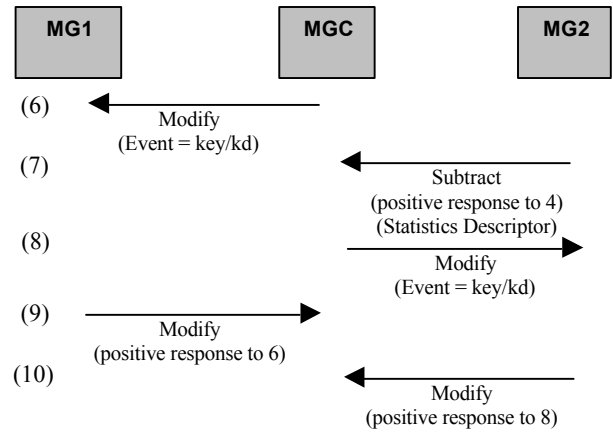 MG1 MGC MG2
(6)
Modify
(Event = key/kd)
(7)
Subtract
(positive response to 4)
(Statistics Descriptor)
(8)
Modify
(Event = key/kd)
(9)
Modify
(positive response to 6)
(10)
Modify
(positive response to 8)